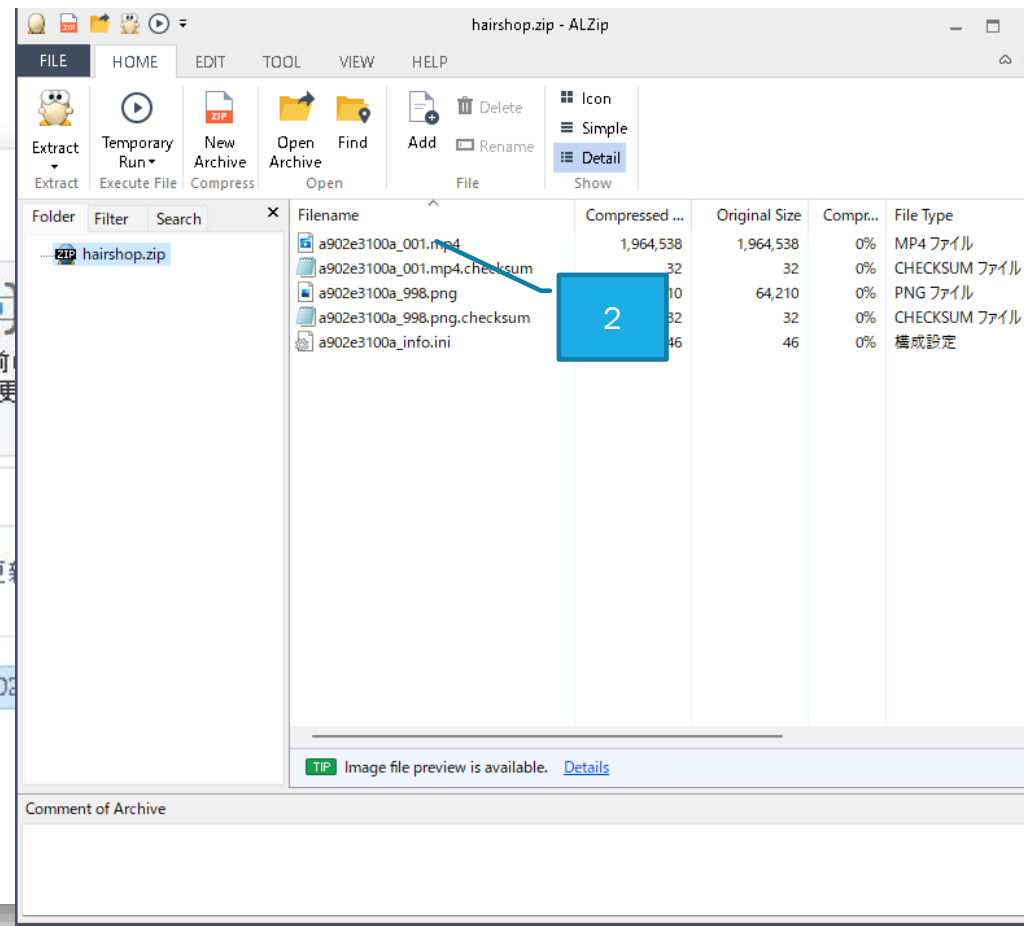 hairshop.zip - ALZip
FILE HOME EDIT TOOL VIEW HELP
Extract
Temporary Run
New Archive
Open Archive
Find
Add
Delete
Rename
Icon
Simple
Detail
Extract Execute File Compress Open File Show
Folder Filter Search
ZIP hairshop.zip
Filename Compressed ... Original Size Compr... File Type
a902e3100a_001.mp4 1,964,538 1,964,538 0% MP4 ファイル
a902e3100a_001.mp4.checksum 32 32 0% CHECKSUM ファイル
a902e3100a_998.png 10 64,210 0% PNG ファイル
a902e3100a_998.png.checksum 32 32 0% CHECKSUM ファイル
a902e3100a_info.ini 46 46 0% 構成設定
2
TIP Image file preview is available. Details
Comment of Archive